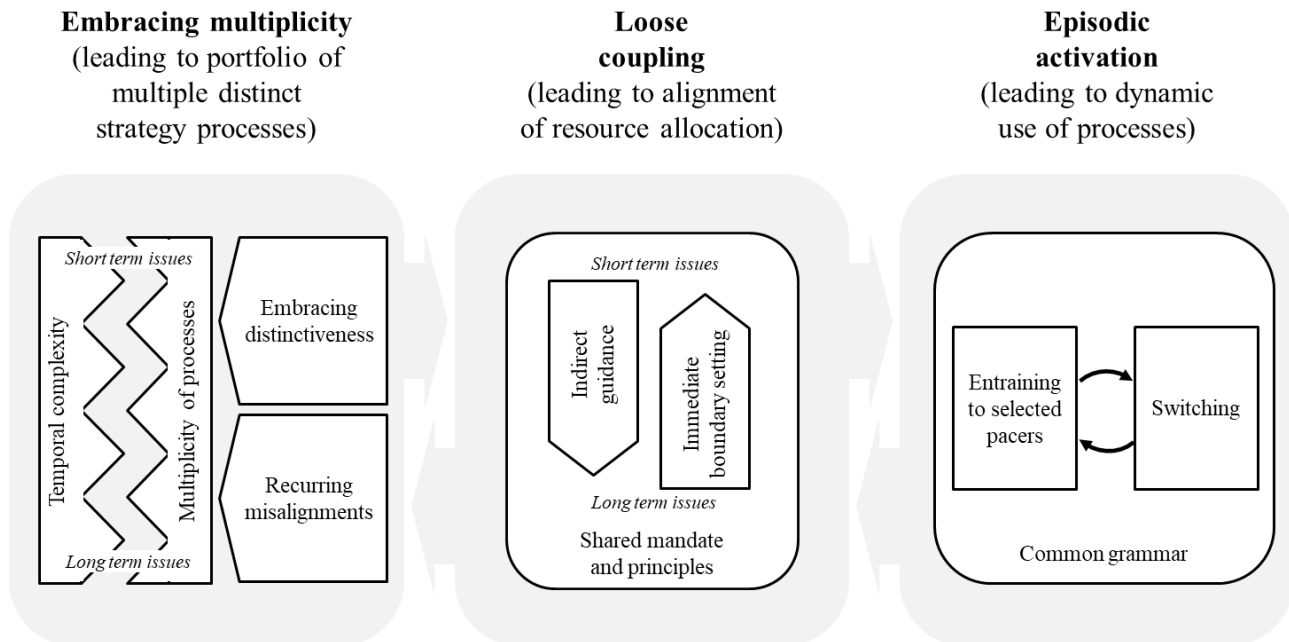 Embracing multiplicity
(leading to portfolio of
multiple distinct
strategy processes)
Short term issues
Temporal complexity
Multiplicity of processes
Long term issues
Embracing
distinctiveness
Recurring
misalignments
Loose
coupling
(leading to alignment
of resource allocation)
Short term issues
Indirect
guidance
Immediate
boundary setting
Long term issues
Shared mandate
and principles
Episodic
activation
(leading to dynamic
use of processes)
Entraining
to selected
pacers
Switching
Common grammar